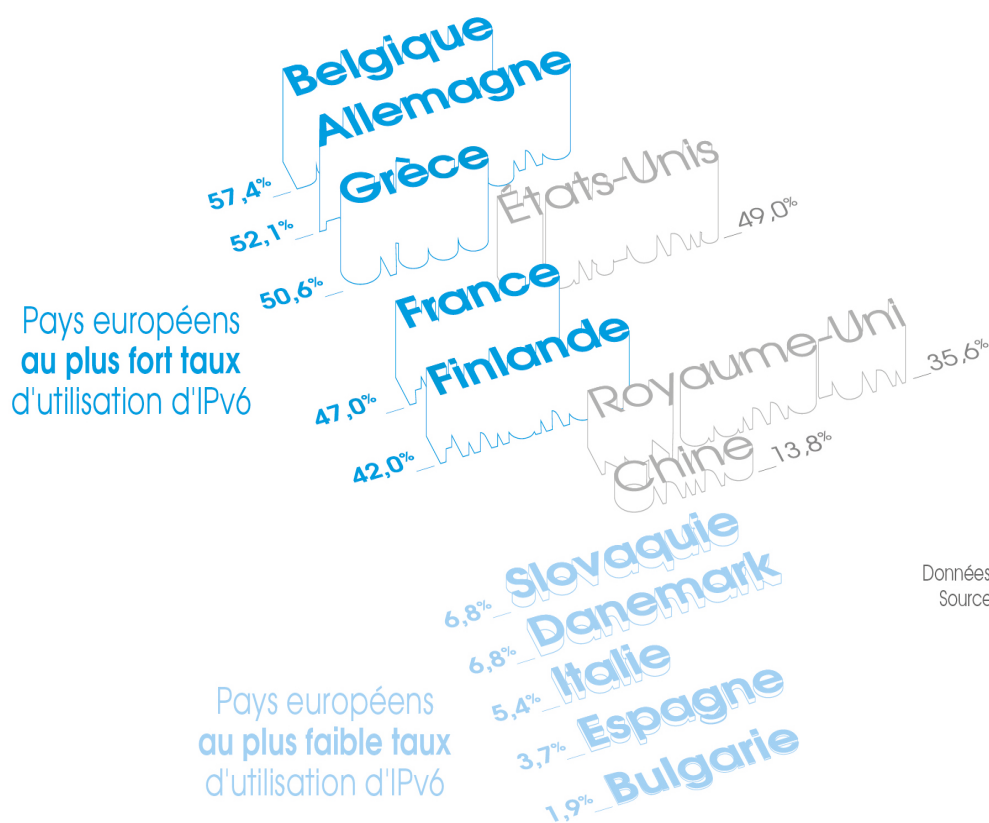 Belgique
57,4%
Allemagne
52,1%
Grèce
50,6%
États-Unis
49,0%
France
47,0%
Finlande
42,0%
Royaume-Uni
35,6%
Chine
13,8%
Pays européens
au plus fort taux
d'utilisation d'IPv6
Slovaquie
6,8%
Danemark
6,8%
Italie
5,4%
Espagne
3,7%
Bulgarie
1,9%
Pays européens
au plus faible taux
d'utilisation d'IPv6
Données
Source